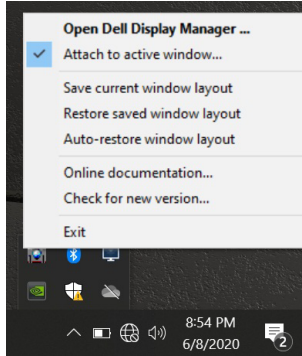 Open Dell Display Manager ...
Attach to active window...
Save current window layout
Restore saved window layout
Auto-restore window layout
Online documentation...
Check for new version...
Exit
8:54 PM
6/8/2020
2